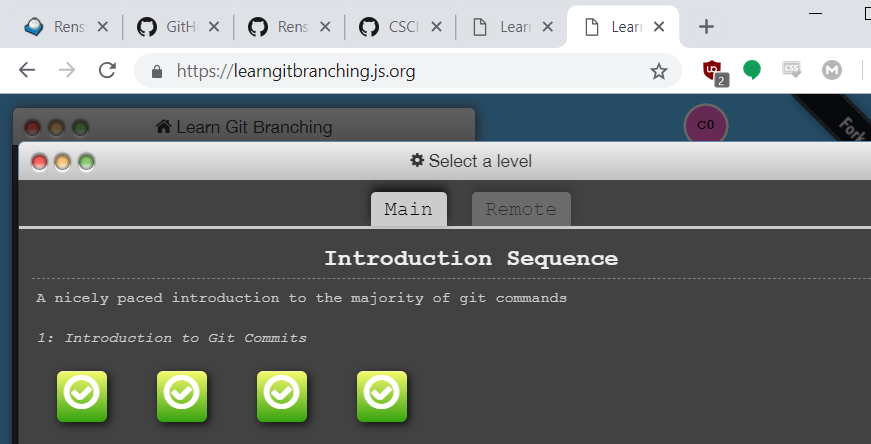 Rens
GitH
Rens
CSCI
Learn
Learn
https://learngitbranching.js.org
2
CSS
M
Learn Git Branching
C0
Fork
Select a level
Main
Remote
Introduction Sequence
A nicely paced introduction to the majority of git commands
1: Introduction to Git Commits